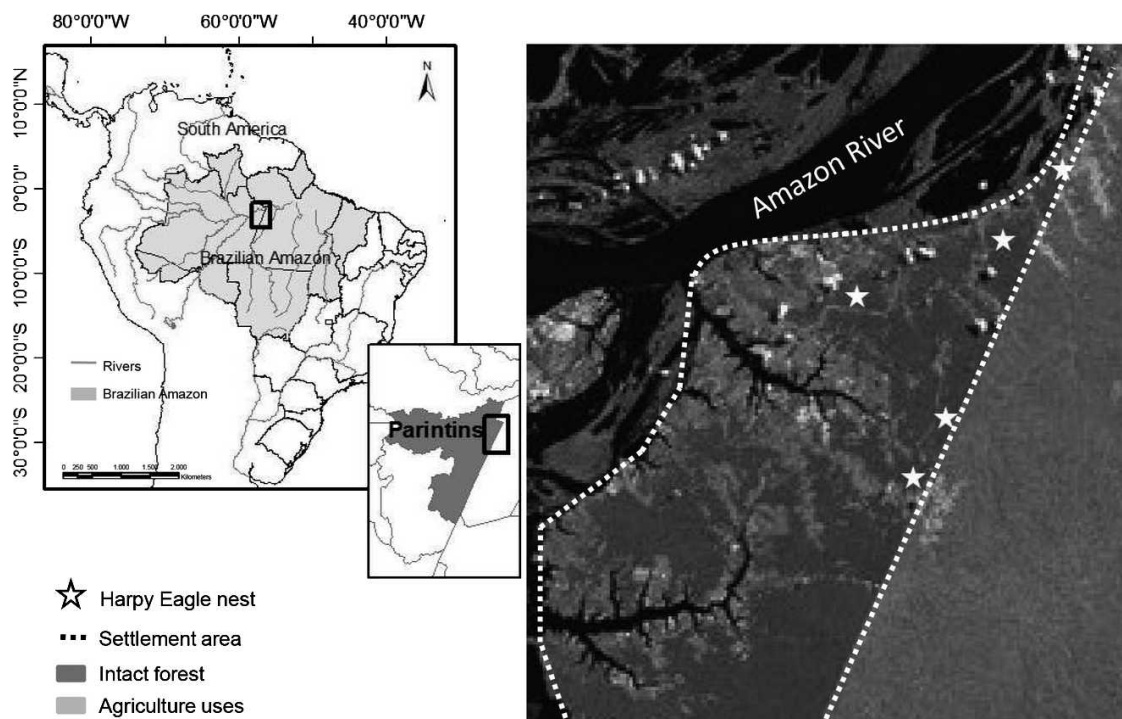 80°0'0"W 60°0'0"W 40°0'0"W
10°0'0"N
0°0'0"
10°0'0"S
20°0'0"S
30°0'0"S
N
South America
Brazilian Amazon
Rivers
Brazilian Amazon
0 250 500 1.000 1.500 2.000
Kilometers
Parintins
Harpy Eagle nest
Settlement area
Intact forest
Agriculture uses
Amazon River